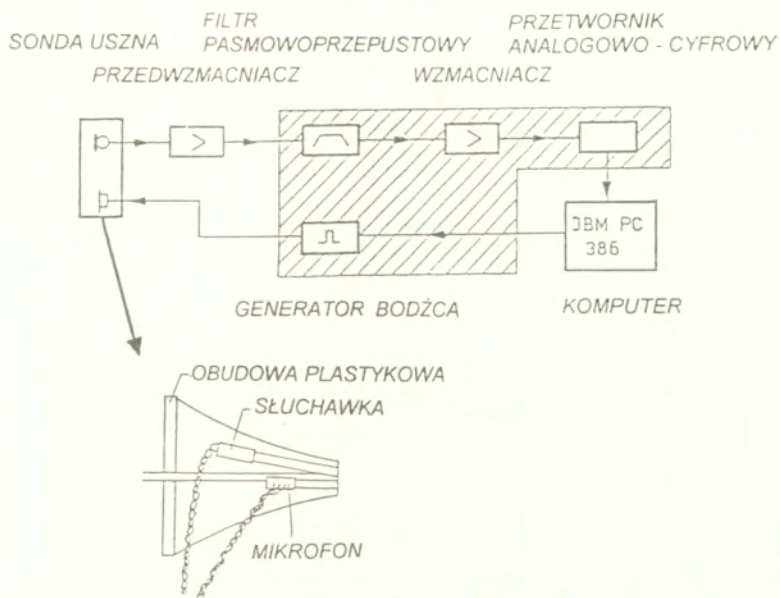 SONDA USZNA
PRZEDWZMACNIACZ
FILTR
PASMOWOPRZEPUSTOWY
WZMACNIACZ
PRZETWORNIK
ANALOGOWO - CYFROWY
JBM PC
386
GENERATOR BODŹCA
KOMPUTER
OBUDOWA PLASTYKOWA
SŁUCHAWKA
MIKROFON